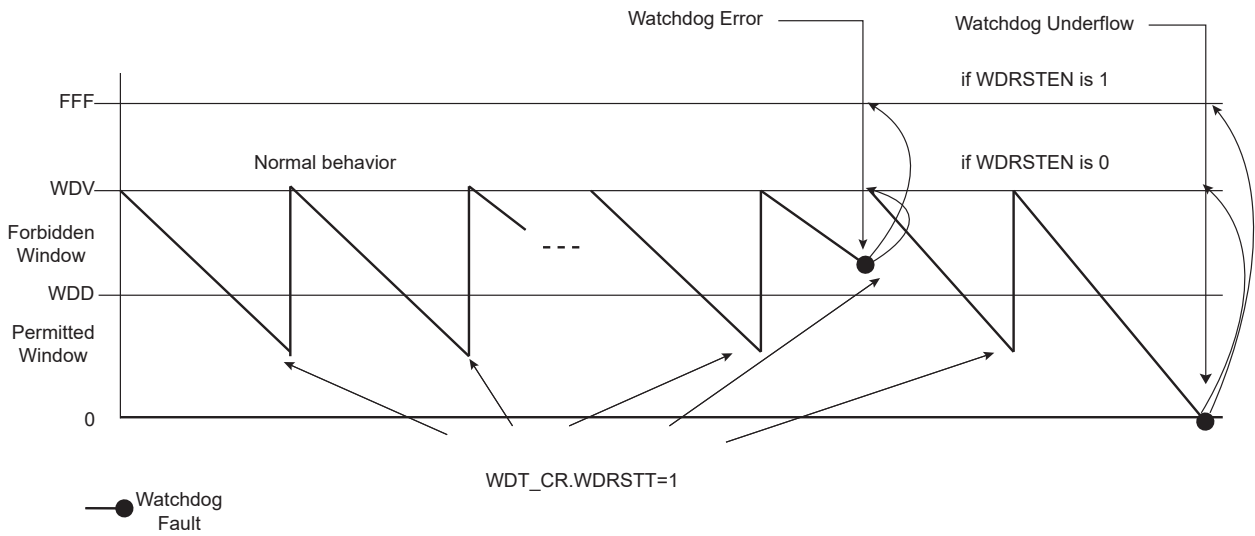 Watchdog Error
Watchdog Underflow
if WDRSTEN is 1
FFF
Normal behavior
if WDRSTEN is 0
WDV
Forbidden
Window
WDD
Permitted
Window
0
WDT_CR.WDRSTT=1
Watchdog
Fault